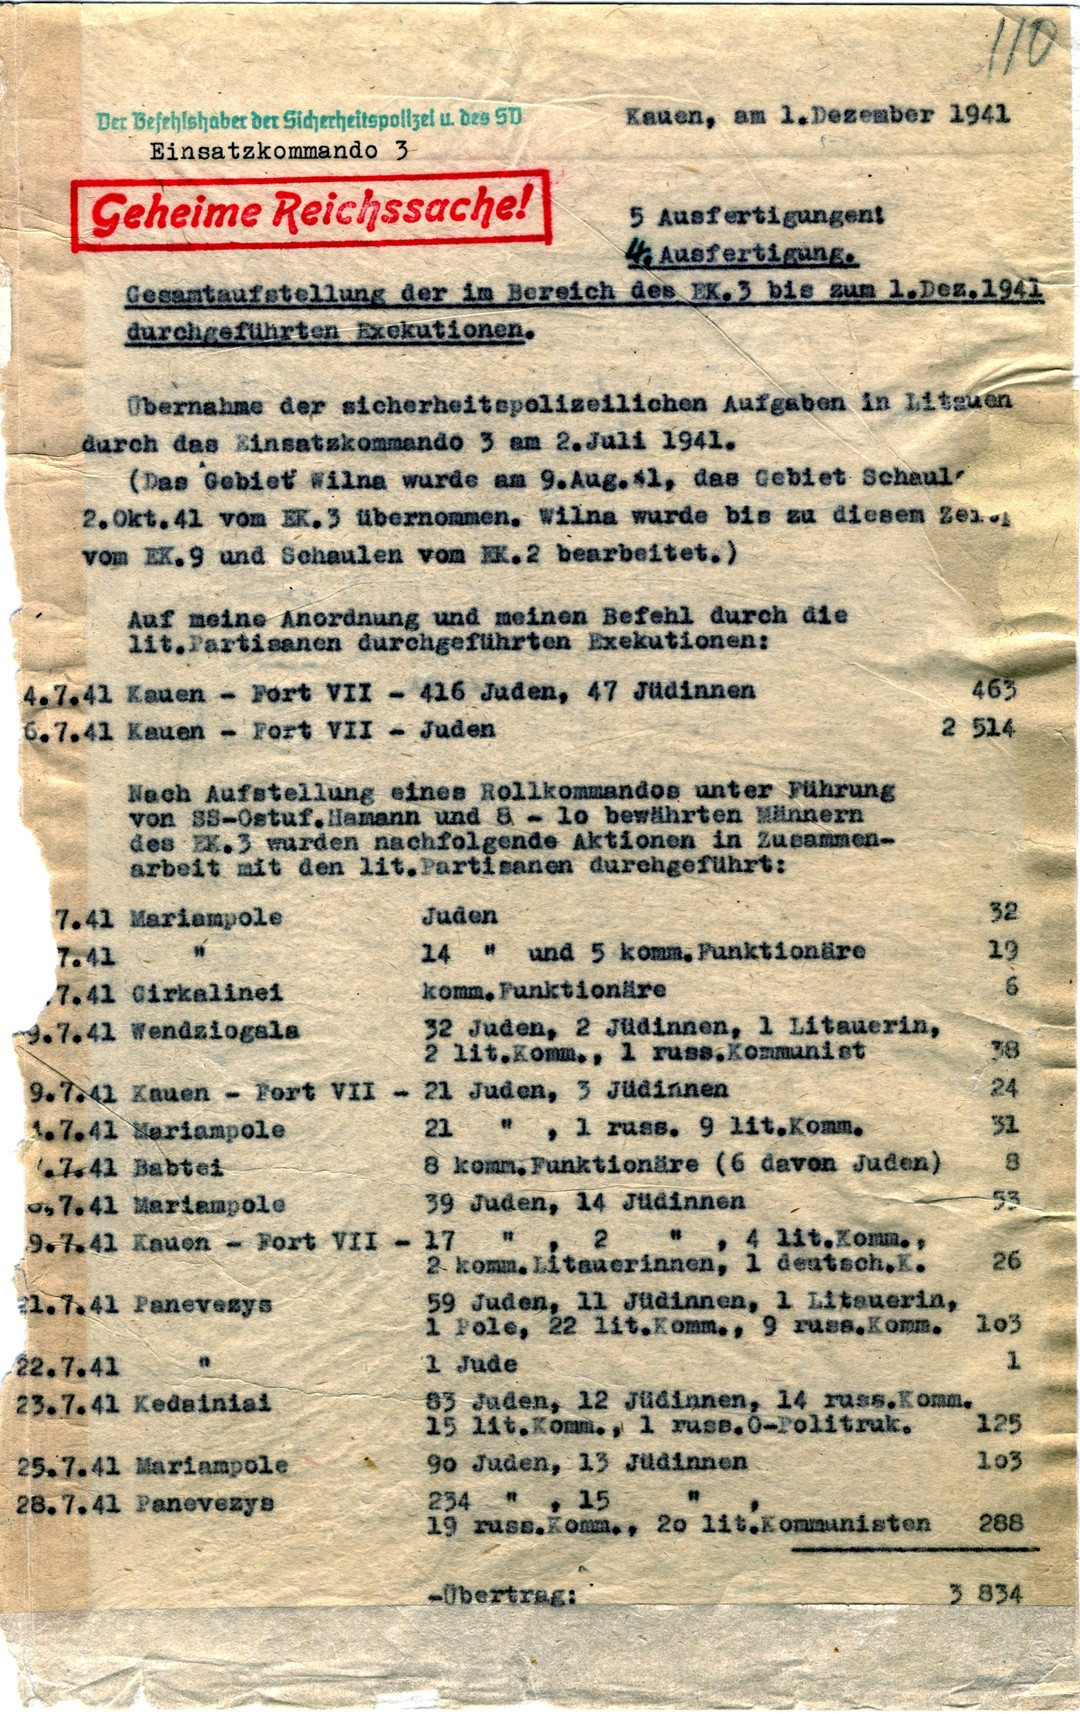 110
Der Befehlshaber der Sicherheitspolizei u. des SD
Kauen, am 1.Dezember 1941
Einsatzkommando 3
Geheime Reichssache!
5 Ausfertigungen!
4. Ausfertigung.
Gesamtaufstellung der im Bereich des EK.3 bis zum 1.Dez.1941
durchgeführten Exekutionen.
Übernahme der sicherheitspolizeilichen Aufgaben in Litauen
durch das Einsatzkommando 3 am 2.Juli 1941.
(Das Gebiet Wilna wurde am 9.Aug.41, das Gebiet Schaul
2.Okt.41 vom EK.3 übernommen. Wilna wurde bis zu diesem
vom EK.9 und Schaulen vom EK.2 bearbeitet.)
Auf meine Anordnung und meinen Befehl durch die
lit.Partisanen durchgeführten Exekutionen:
4.7.41 Kauen - Fort VII - 416 Juden, 47 Jüdinnen 463
6.7.41 Kauen - Fort VII - Juden 2 514
Nach Aufstellung eines Rollkommandos unter Führung
von SS-Ostuf.Hamann und 8 - 1o bewährten Männern
des EK.3 wurden nachfolgende Aktionen in Zusammen-
arbeit mit den lit.Partisanen durchgeführt:
7.41 Mariampole Juden 32
7.41 " 14 " und 5 komm.Funktionäre 19
.7.41 Girkalinei komm.Funktionäre 6
9.7.41 Wendziogala 32 Juden, 2 Jüdinnen, 1 Litauerin,
2 lit.Komm., 1 russ.Kommunist 38
9.7.41 Kauen - Fort VII - 21 Juden, 3 Jüdinnen 24
.7.41 Mariampole 21 " , 1 russ. 9 lit.Komm. 31
.7.41 Babtei 8 komm.Funktionäre (6 davon Juden) 8
.7.41 Mariampole 39 Juden, 14 Jüdinnen 53
9.7.41 Kauen - Fort VII - 17 " , 2 " , 4 lit.Komm.,
2 komm.Litauerinnen, 1 deutsch.K. 26
21.7.41 Panevezys 59 Juden, 11 Jüdinnen, 1 Litauerin,
1 Pole, 22 lit.Komm., 9 russ.Komm. 1o3
22.7.41 " 1 Jude 1
23.7.41 Kedainiai 83 Juden, 12 Jüdinnen, 14 russ.Komm.
15 lit.Komm., 1 russ.O-Politruk. 125
25.7.41 Mariampole 9o Juden, 13 Jüdinnen 1o3
28.7.41 Panevezys 234 " , 15 " ,
19 russ.Komm., 2o lit.Kommunisten 288
-Übertrag: 3 834